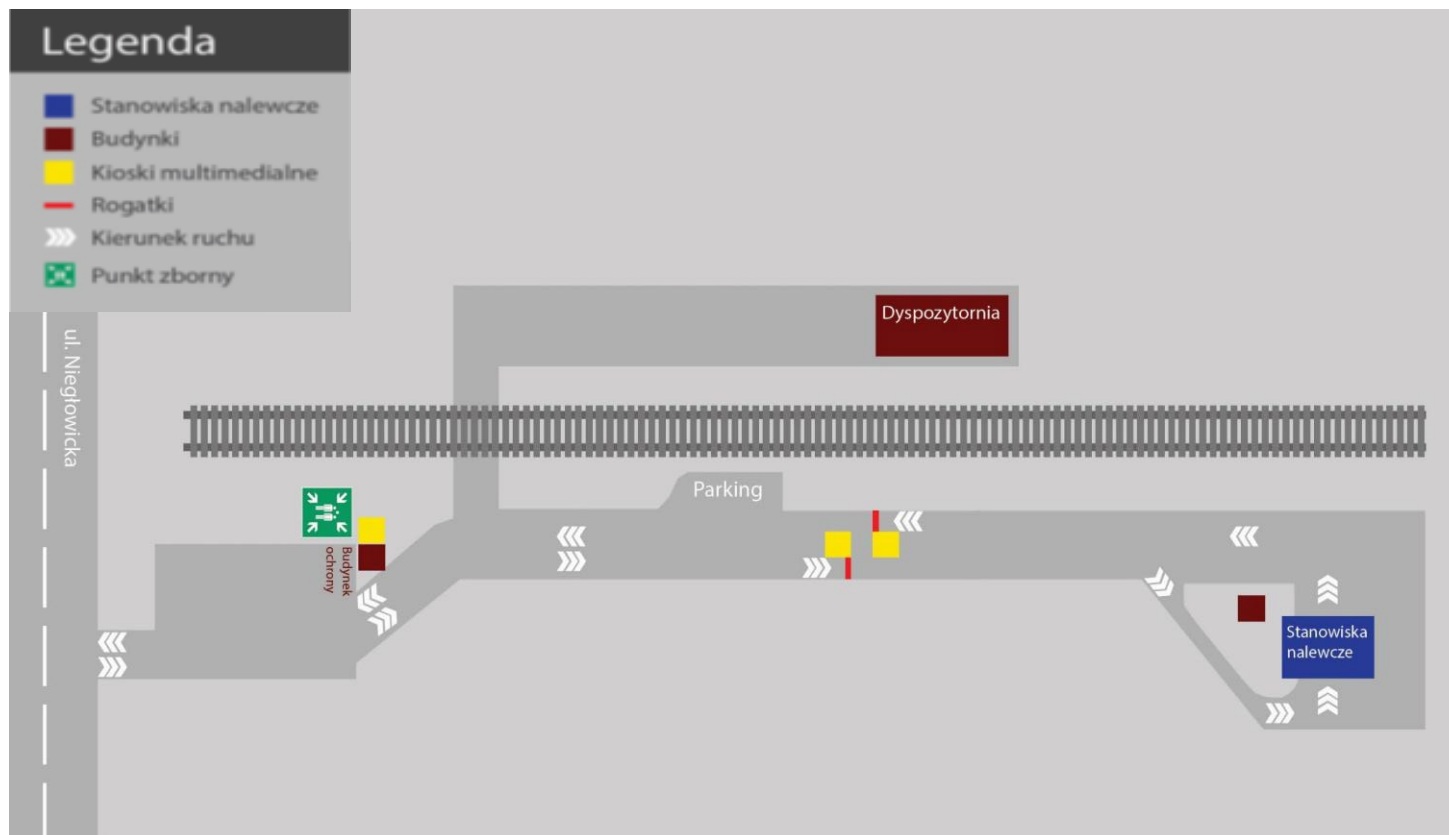 Legenda
Stanowiska nalewcze
Budynki
Kioski multimedialne
Rogatki
Kierunek ruchu
Punkt zborny
ul. Niegłowicka
Dyspozytornia
Parking
Budynek
ochrony
Stanowiska
nalewcze